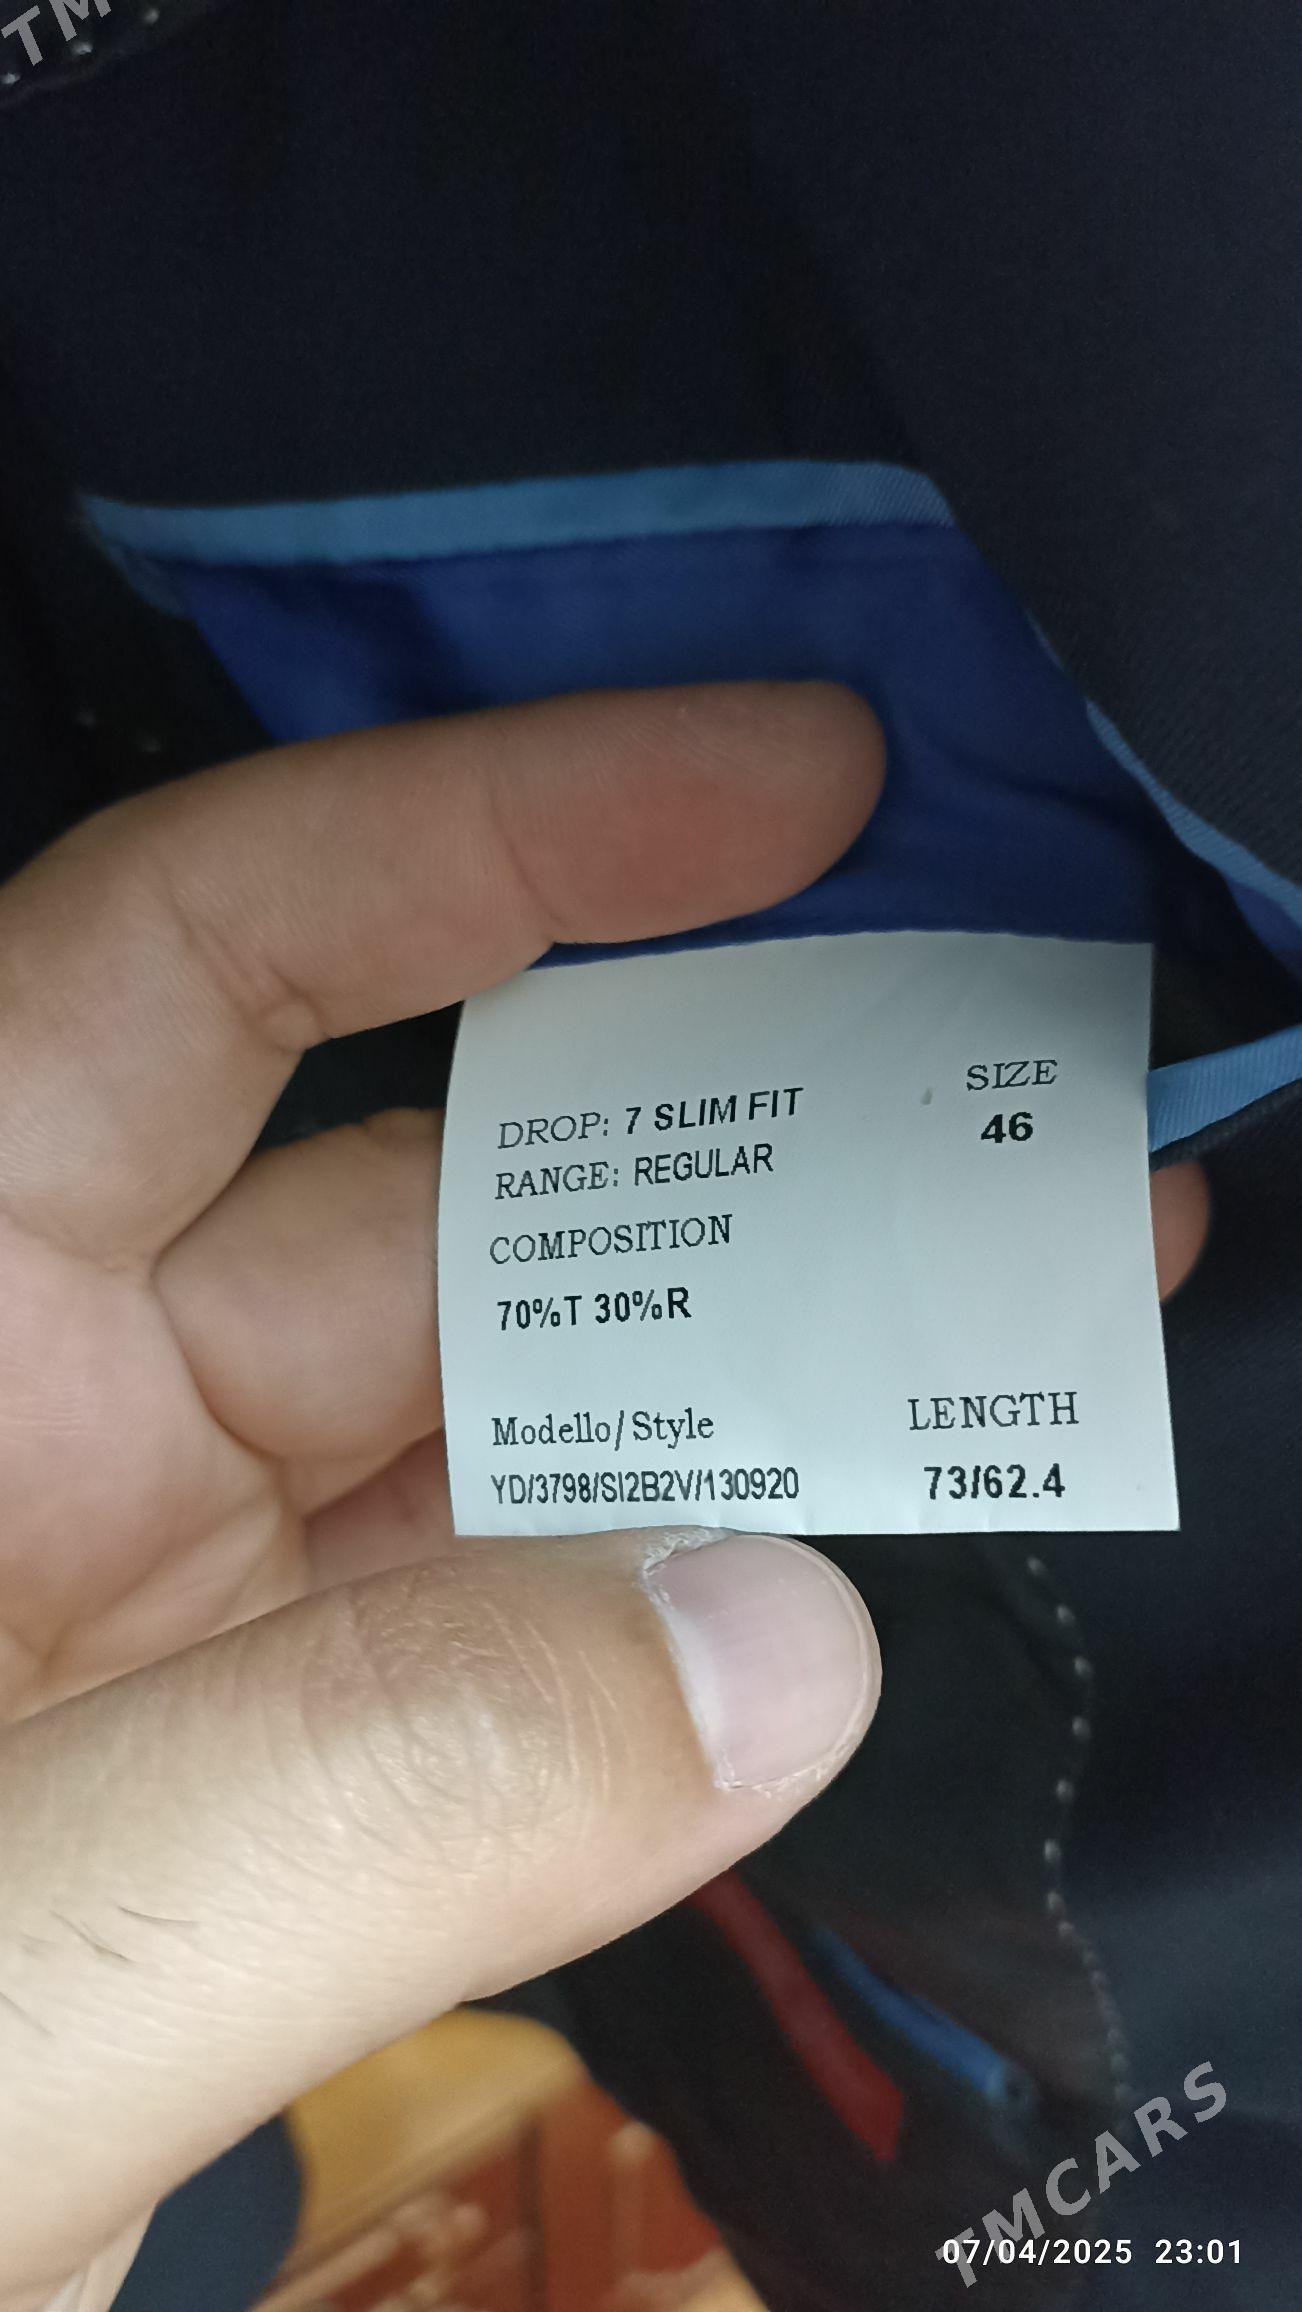 TM
DROP: 7 SLIM FIT
SIZE
46
RANGE: REGULAR
COMPOSITION
70%T 30%R
Modello/Style
LENGTH
YD/3798/SI2B2V/130920
73/62.4
TMCARS
07/04/2025 23:01